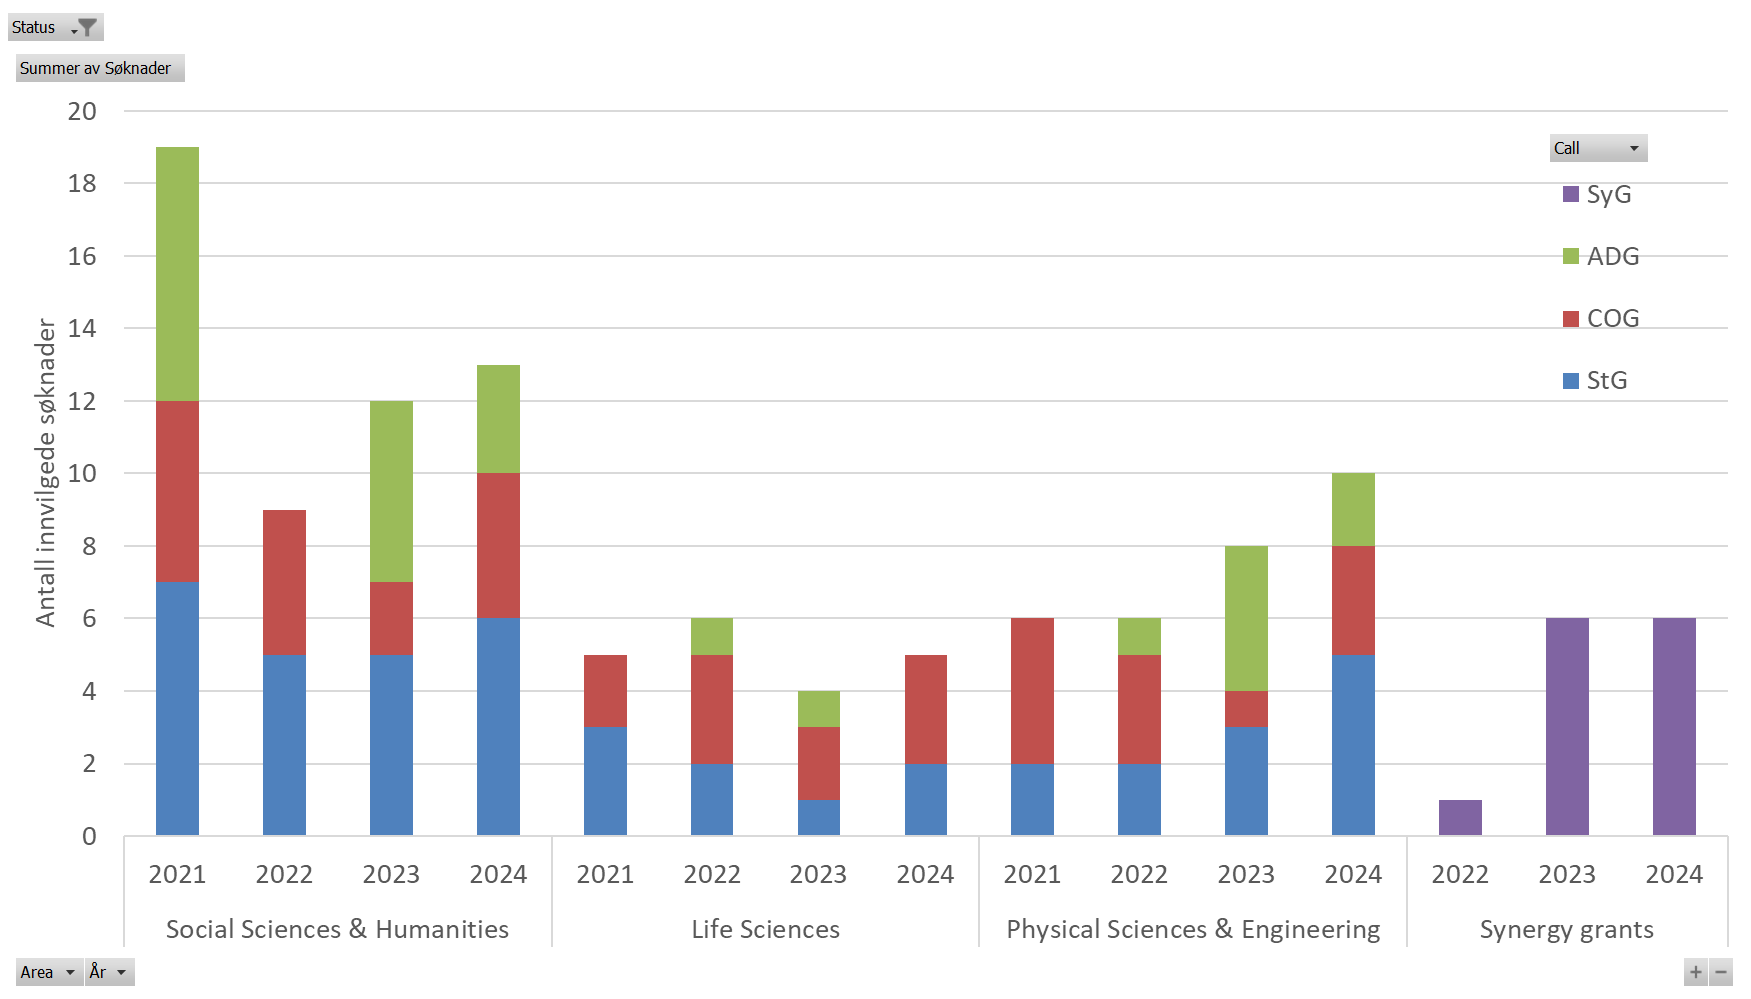 Status
Summer av Søknader
20
18
16
14
12
10
8
6
4
2
0
Antall innvilgede søknader
Call
SyG
ADG
COG
StG
2021 2022 2023 2024 2021 2022 2023 2024 2021 2022 2023 2024 2022 2023 2024
Social Sciences & Humanities Life Sciences Physical Sciences & Engineering Synergy grants
Area År
+ −